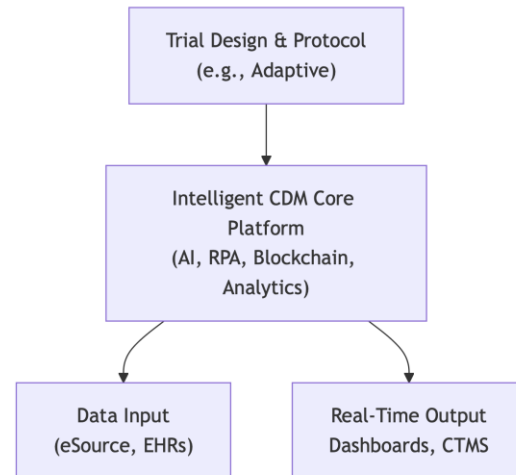 Trial Design & Protocol
(e.g., Adaptive)
Intelligent CDM Core
Platform
(AI, RPA, Blockchain,
Analytics)
Data Input
(eSource, EHRs)
Real-Time Output
Dashboards, CTMS